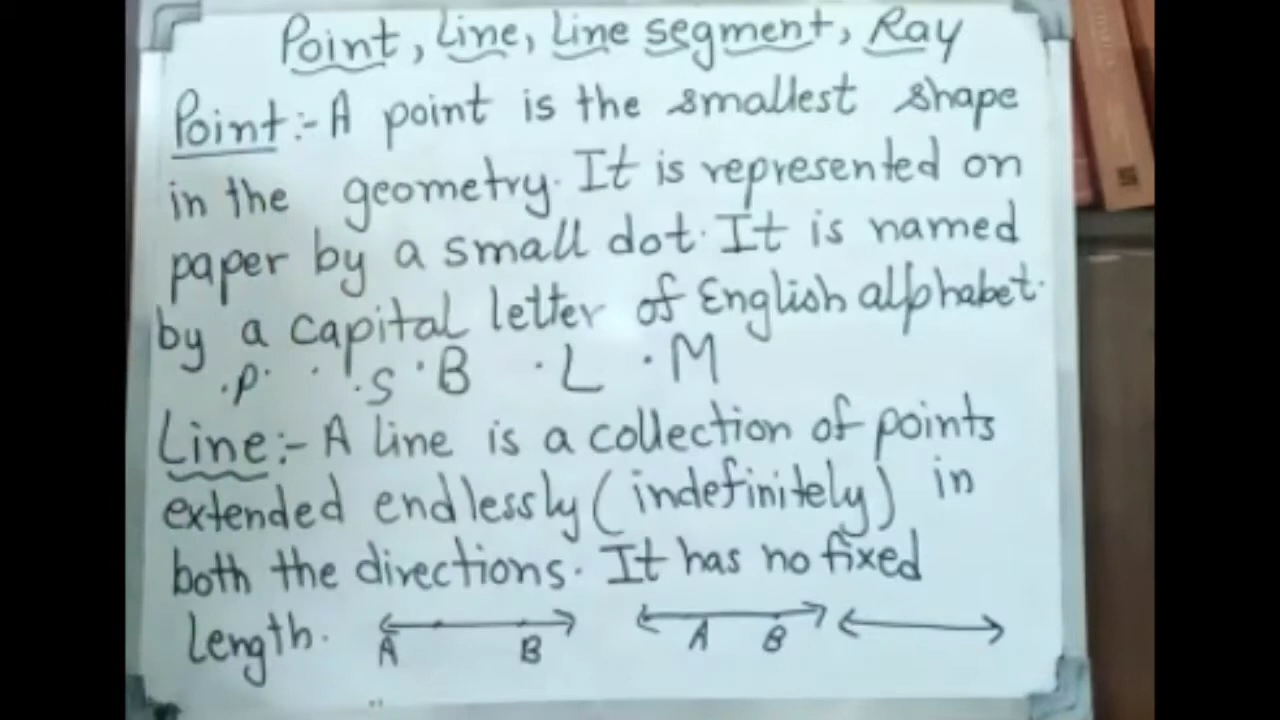 Point, Line, Line segment, Ray
Point:- A point is the smallest shape
in the geometry. It is represented on
paper by a small dot. It is named
by a capital letter of English alphabet.
.P. . .S .B .L .M
Line:- A line is a collection of points
extended endlessly (indefinitely) in
both the directions. It has no fixed
length. A B A B